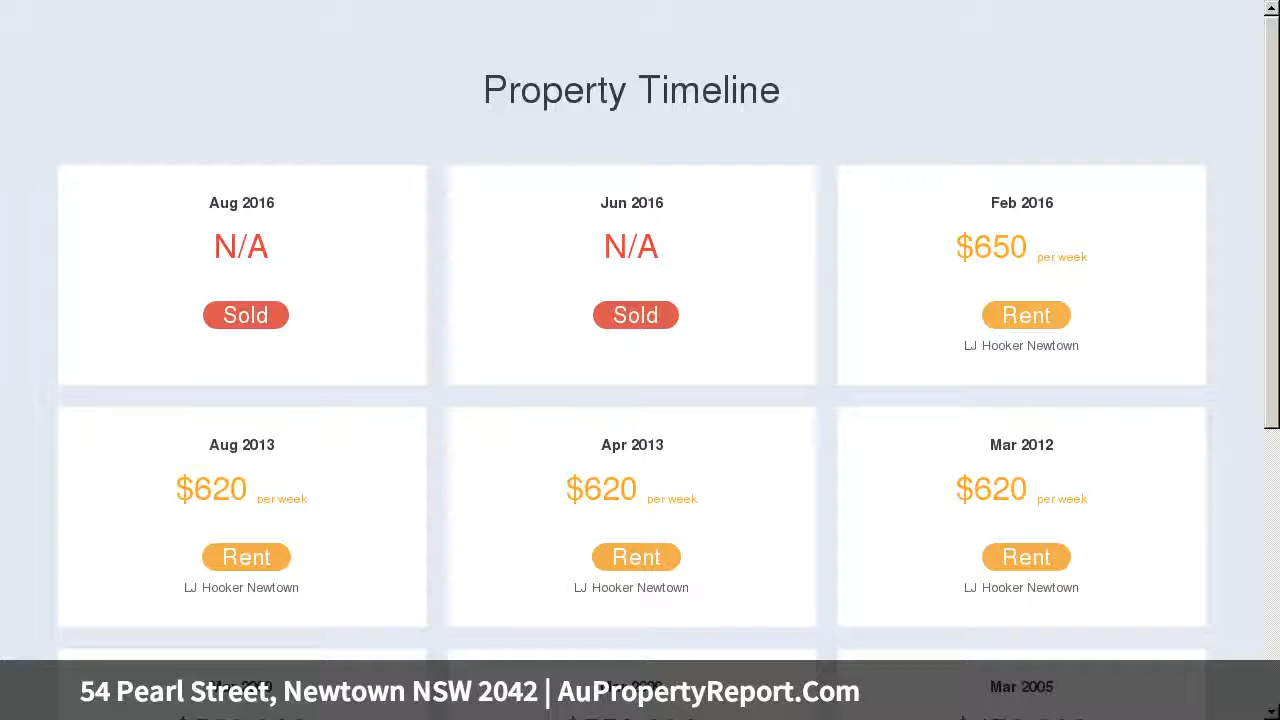 Property Timeline
Aug 2016
N/A
Sold
Jun 2016
N/A
Sold
Feb 2016
$650 per week
Rent
LJ Hooker Newtown
Aug 2013
$620 per week
Rent
LJ Hooker Newtown
Apr 2013
$620 per week
Rent
LJ Hooker Newtown
Mar 2012
$620 per week
Rent
LJ Hooker Newtown
Mar 2005
54 Pearl Street, Newtown NSW 2042 | AuPropertyReport.Com